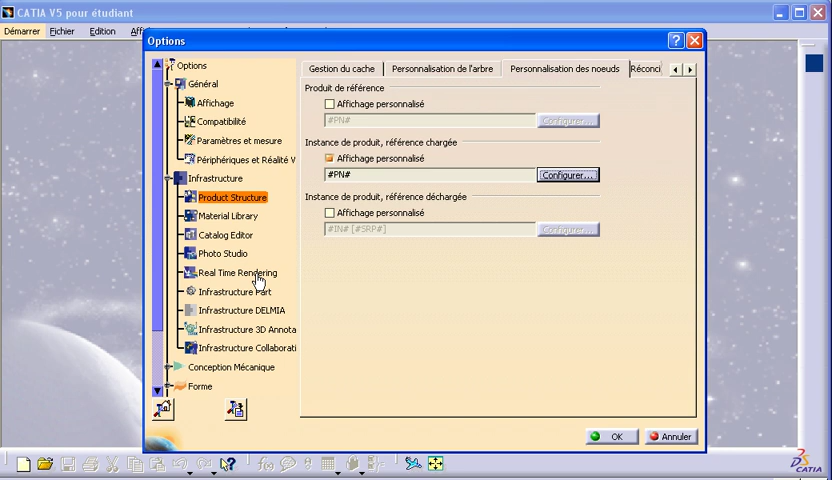 CATIA V5 pour étudiant
Démarrer Fichier Edition Aff
Options
Options
Général
Affichage
Compatibilité
Paramètres et mesure
Périphériques et Réalité V
Infrastructure
Product Structure
Material Library
Catalog Editor
Photo Studio
Real Time Rendering
Infrastructure Part
Infrastructure DELMIA
Infrastructure 3D Annota
Infrastructure Collaborati
Conception Mécanique
Forme
Gestion du cache
Personnalisation de l'arbre
Personnalisation des noeuds
Réconci
Produit de référence
Affichage personnalisé
#PN#
Configurer...
Instance de produit, référence chargée
Affichage personnalisé
#PN#
Configurer...
Instance de produit, référence déchargée
Affichage personnalisé
#IN# [#SRP#]
Configurer...
OK
Annuler
CATIA